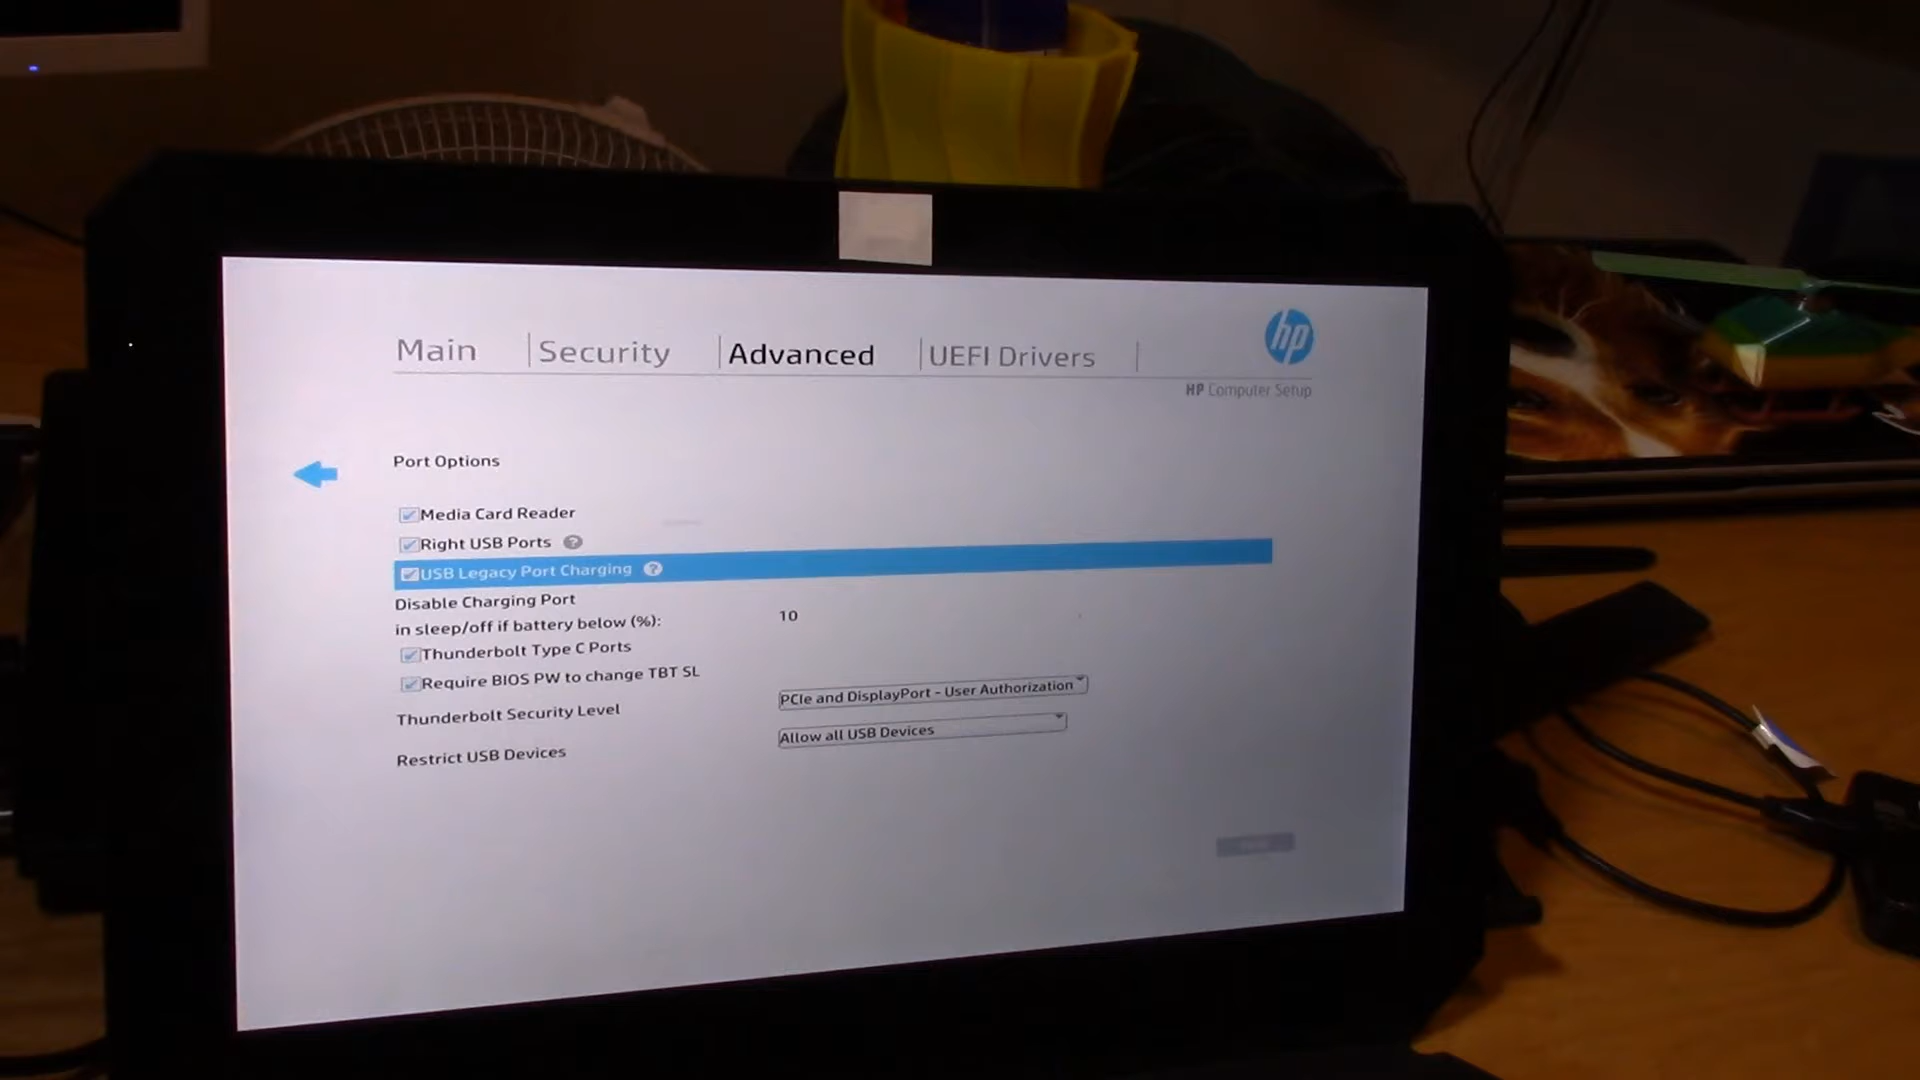 Main
Security
Advanced
UEFI Drivers
hp
HP Computer Setup
Port Options
Media Card Reader
Right USB Ports ?
USB Legacy Port Charging ?
Disable Charging Port
in sleep/off if battery below (%):
10
Thunderbolt Type C Ports
Require BIOS PW to change TBT SL
Thunderbolt Security Level
PCIe and DisplayPort - User Authorization
Restrict USB Devices
Allow all USB Devices